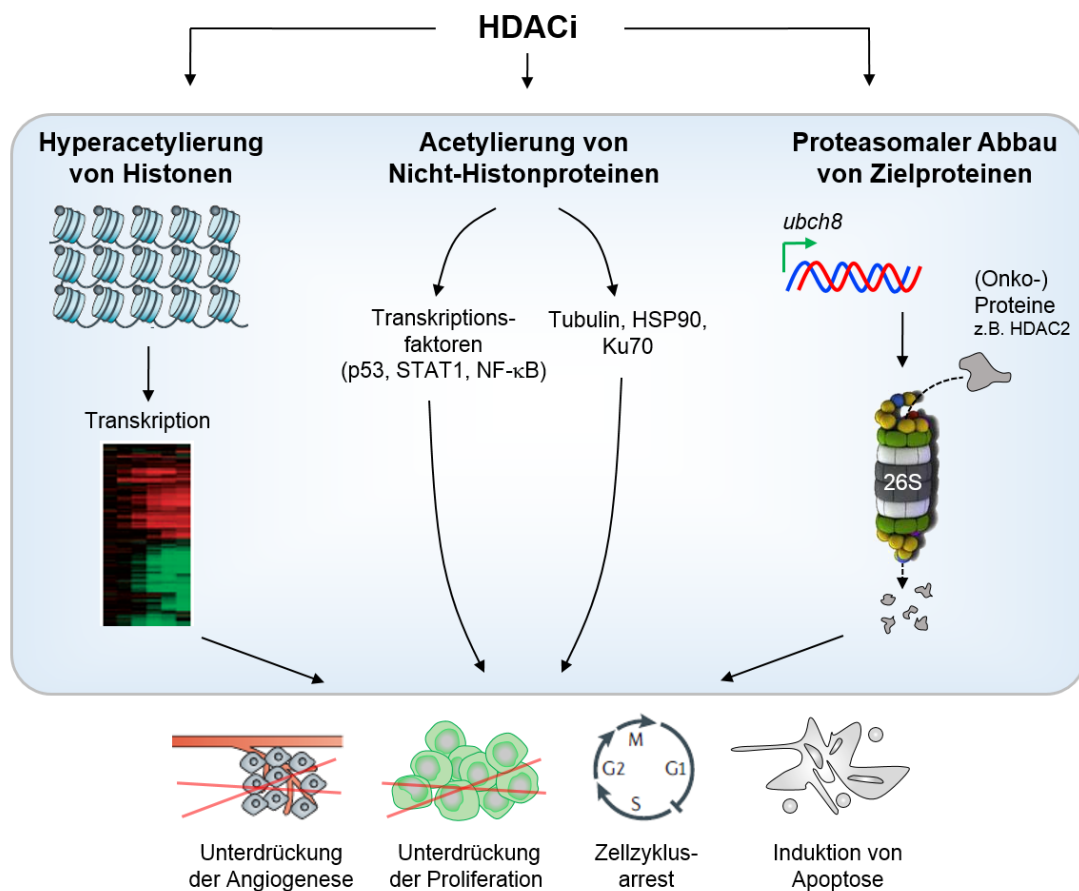 HDACi
Hyperacetylierung
von Histonen
Acetylierung von
Nicht-Histonproteinen
Proteasomaler Abbau
von Zielproteinen
ubch8
(Onko-)
Proteine
z.B. HDAC2
Transkriptions-
faktoren
(p53, STAT1, NF-κB)
Tubulin, HSP90,
Ku70
Transkription
26S
M
G2
G1
S
Unterdrückung
der Angiogenese
Unterdrückung
der Proliferation
Zellzyklus-
arrest
Induktion von
Apoptose